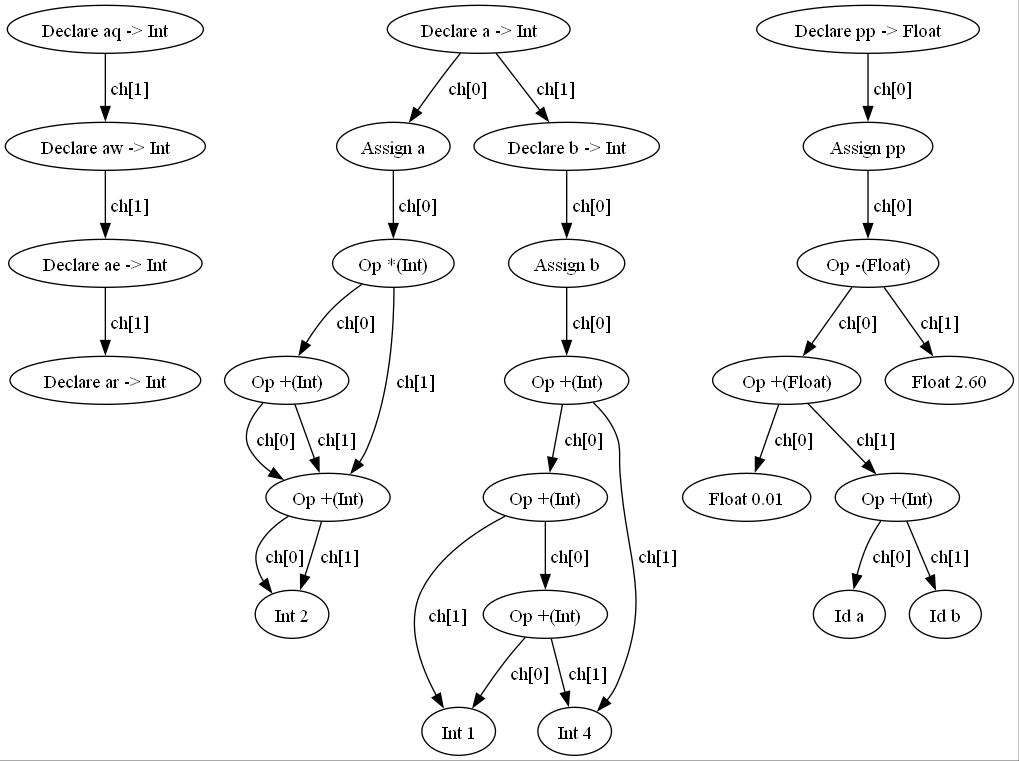 Declare aq -> Int
Declare a -> Int
Declare pp -> Float
ch[1]
ch[0]
ch[1]
ch[0]
Declare aw -> Int
Assign a
Declare b -> Int
Assign pp
ch[1]
ch[0]
ch[0]
ch[0]
Declare ae -> Int
Op *(Int)
Assign b
Op -(Float)
ch[1]
ch[0]
ch[0]
ch[0]
ch[1]
Declare ar -> Int
Op +(Int)
ch[1]
Op +(Int)
Op +(Float)
Float 2.60
ch[0]
ch[1]
ch[0]
ch[0]
ch[1]
Op +(Int)
Op +(Int)
Float 0.01
Op +(Int)
ch[0]
ch[1]
ch[0]
ch[1]
ch[0]
ch[1]
Int 2
ch[1]
Op +(Int)
Id a
Id b
ch[0]
ch[1]
Int 1
Int 4